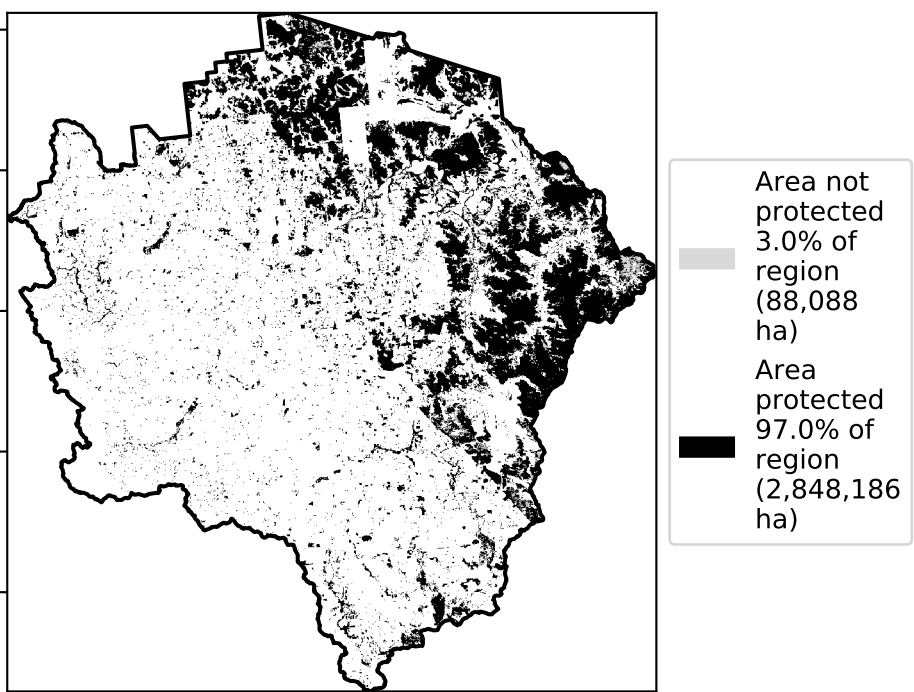 Area not
protected
3.0% of
region
(88,088
ha)
Area
protected
97.0% of
region
(2,848,186
ha)